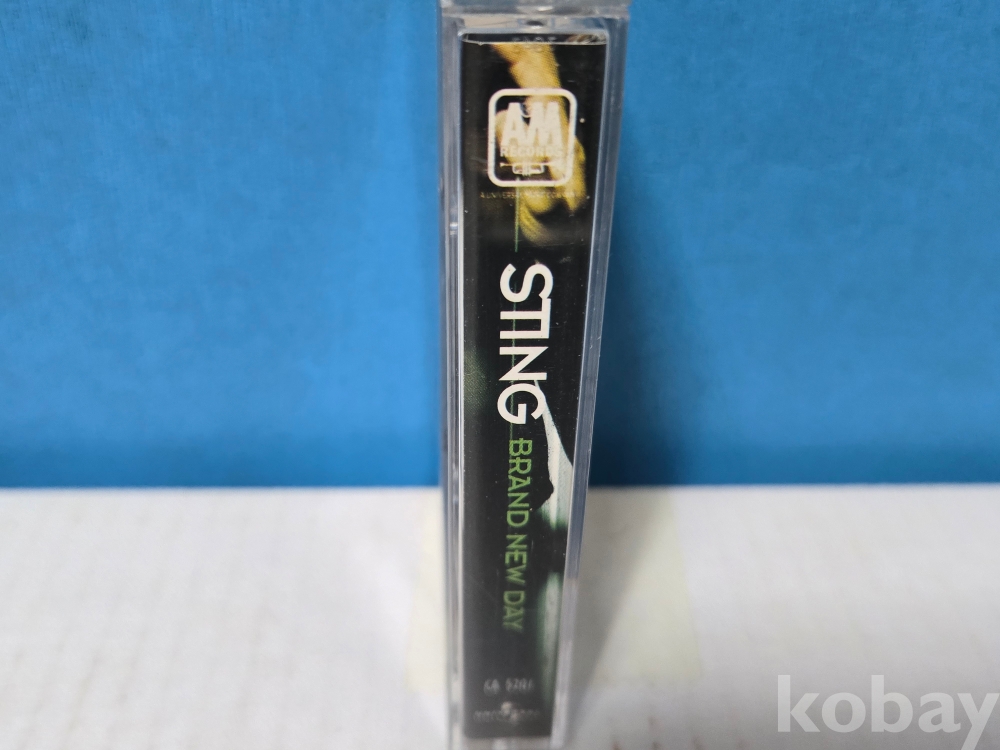 A&M
RECORDS
STING
BRAND NEW DAY
kobay